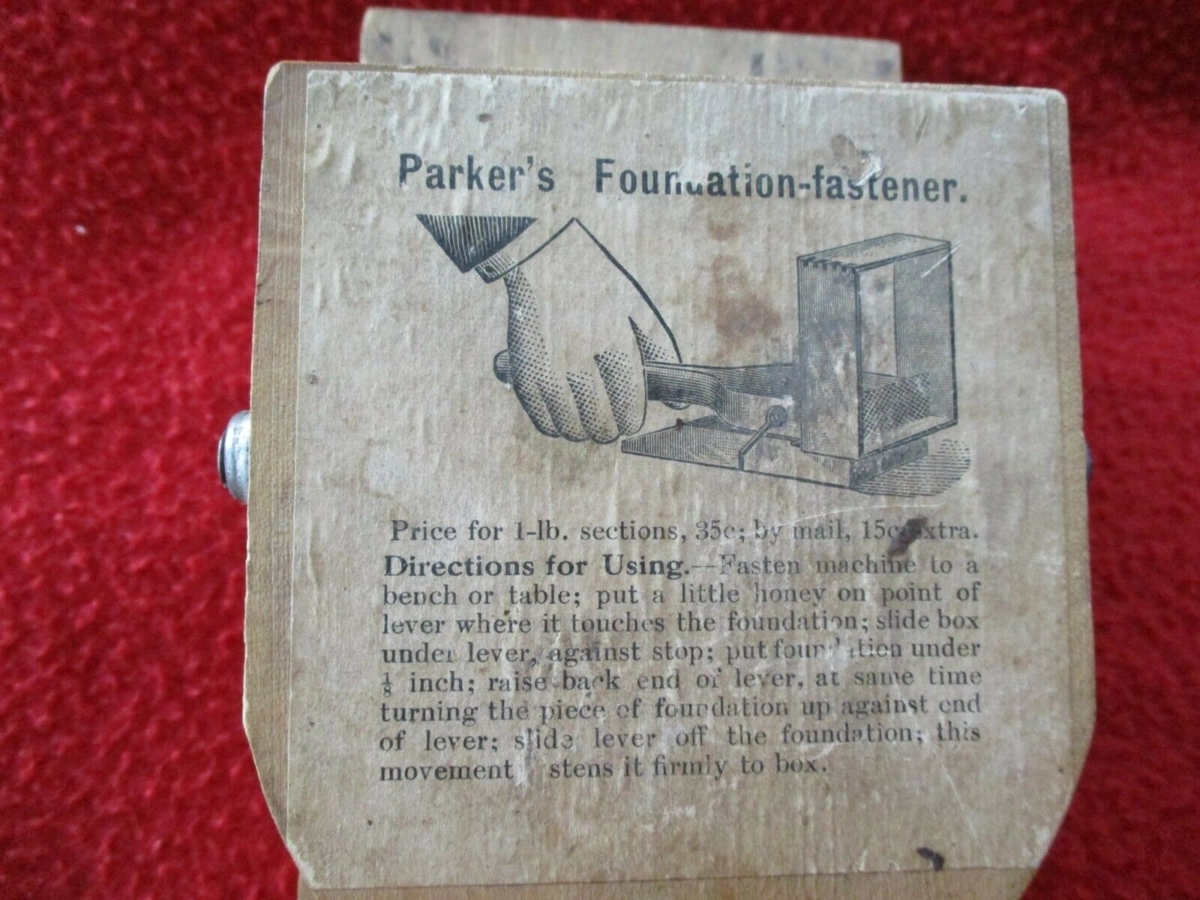 Parker's Foundation-fastener.
Price for 1-lb. sections, 35c; by mail, 15c extra.
Directions for Using.—Fasten machine to a
bench or table; put a little honey on point of
lever where it touches the foundation; slide box
under lever, against stop; put foundation under
⅛ inch; raise back end of lever, at same time
turning the piece of foundation up against end
of lever; slide lever off the foundation; this
movement stens it firmly to box.